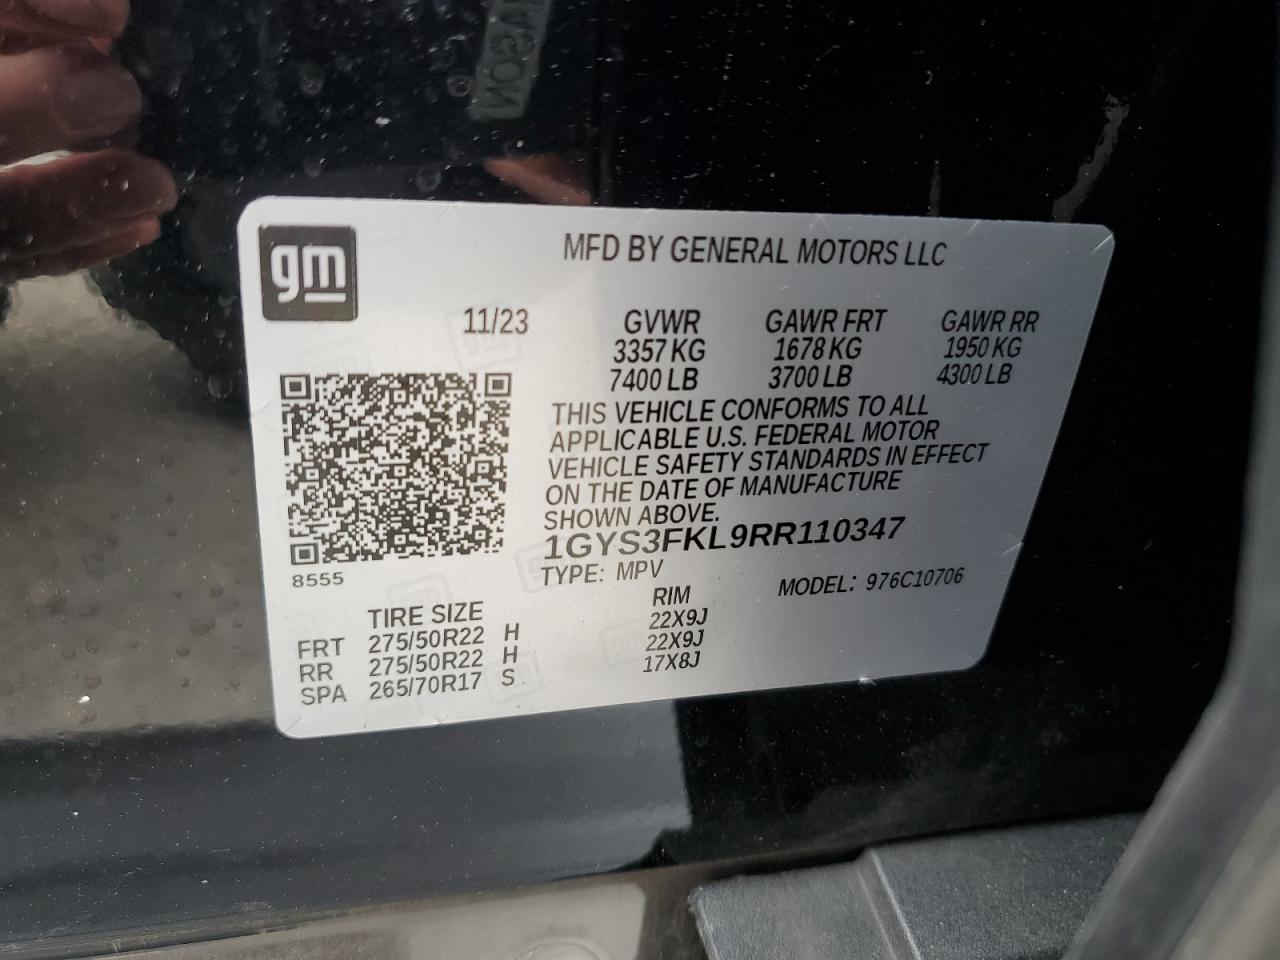 gm
MFD BY GENERAL MOTORS LLC
11/23 GVWR GAWR FRT GAWR RR
3357 KG 1678 KG 1950 KG
7400 LB 3700 LB 4300 LB
THIS VEHICLE CONFORMS TO ALL
APPLICABLE U.S. FEDERAL MOTOR
VEHICLE SAFETY STANDARDS IN EFFECT
ON THE DATE OF MANUFACTURE
SHOWN ABOVE.
1GYS3FKL9RR110347
8555
TYPE: MPV MODEL: 976C10706
TIRE SIZE RIM
FRT 275/50R22 H 22X9J
RR 275/50R22 H 22X9J
SPA 265/70R17 S 17X8J